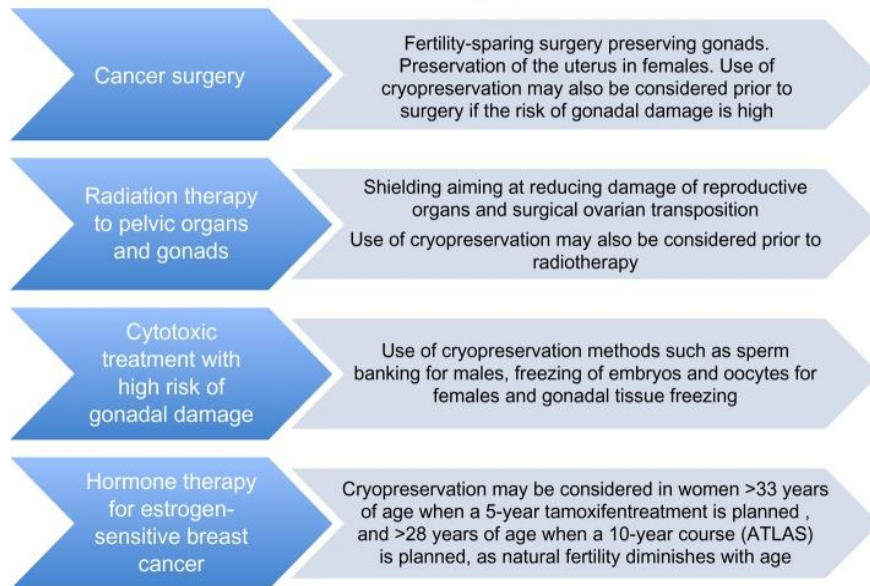 Cancer surgery
Fertility-sparing surgery preserving gonads.
Preservation of the uterus in females. Use of
cryopreservation may also be considered prior to
surgery if the risk of gonadal damage is high
Radiation therapy
to pelvic organs
and gonads
Shielding aiming at reducing damage of reproductive
organs and surgical ovarian transposition
Use of cryopreservation may also be considered prior to
radiotherapy
Cytotoxic
treatment with
high risk of
gonadal damage
Use of cryopreservation methods such as sperm
banking for males, freezing of embryos and oocytes for
females and gonadal tissue freezing
Hormone therapy
for estrogen-
sensitive breast
cancer
Cryopreservation may be considered in women >33 years
of age when a 5-year tamoxifentreatment is planned ,
and >28 years of age when a 10-year course (ATLAS)
is planned, as natural fertility diminishes with age